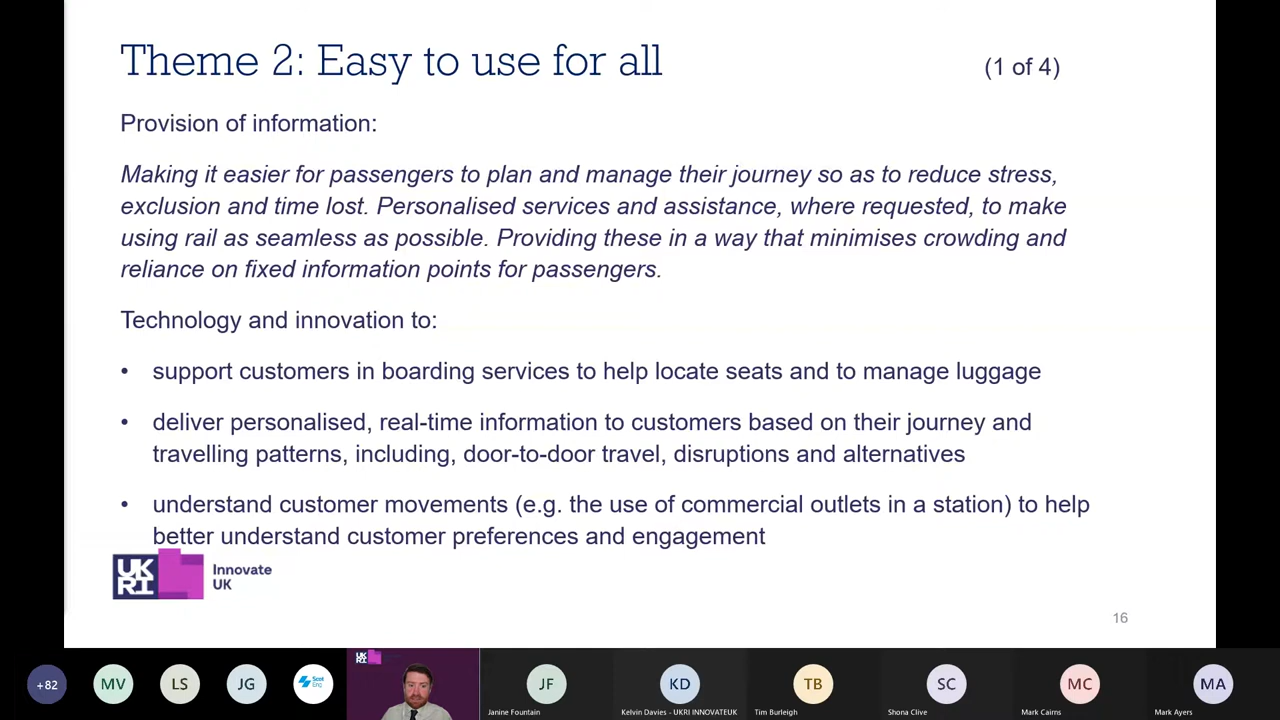 Theme 2: Easy to use for all
(1 of 4)
Provision of information:
Making it easier for passengers to plan and manage their journey so as to reduce stress,
exclusion and time lost. Personalised services and assistance, where requested, to make
using rail as seamless as possible. Providing these in a way that minimises crowding and
reliance on fixed information points for passengers.
Technology and innovation to:
• support customers in boarding services to help locate seats and to manage luggage
• deliver personalised, real-time information to customers based on their journey and
travelling patterns, including, door-to-door travel, disruptions and alternatives
• understand customer movements (e.g. the use of commercial outlets in a station) to help
better understand customer preferences and engagement
UK
RI
Innovate
UK
16
UK
RI
+82
MV
LS
JG
Scot
Eng
JF
KD
TB
SC
MC
MA
Janine Fountain
Kelvin Davies - UKRI INNOVATEUK
Tim Burleigh
Shona Clive
Mark Cairns
Mark Ayers